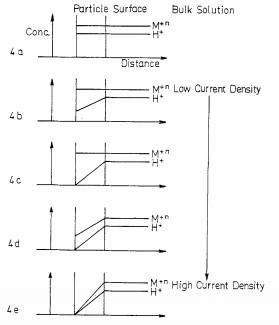 Particle Surface Bulk Solution
Conc.
M+n
H+
4a
Distance
M+n Low Current Density
H+
4b
M+n
H+
4c
M+n
H+
4d
M+n High Current Density
H+
4e